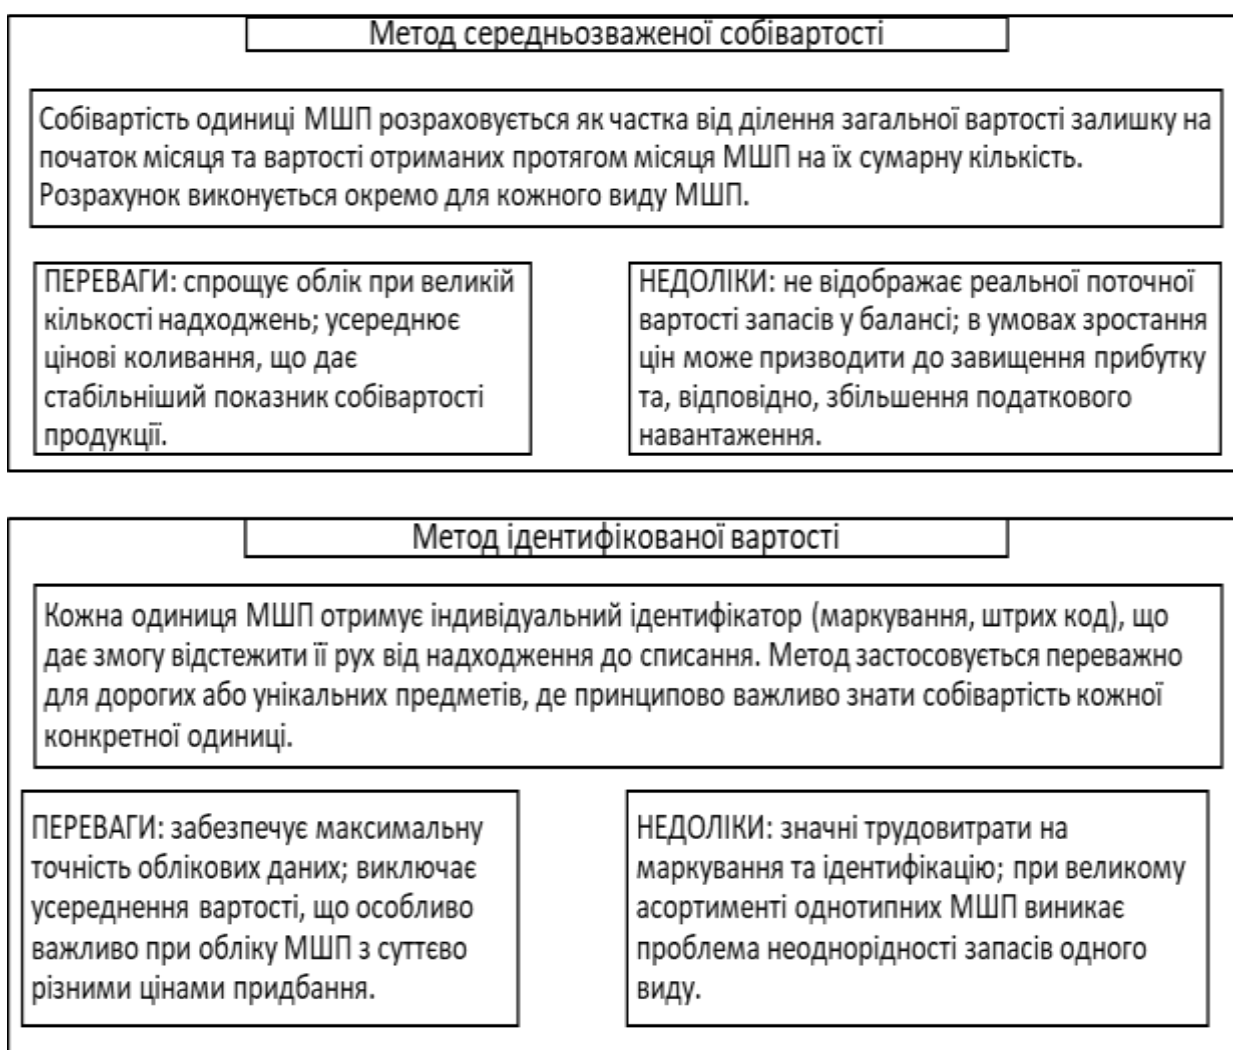 Метод середньозваженої собівартості
Собівартість одиниці МШП розраховується як частка від ділення загальної вартості залишку на
початок місяця та вартості отриманих протягом місяця МШП на їх сумарну кількість.
Розрахунок виконується окремо для кожного виду МШП.
ПЕРЕВАГИ: спрощує облік при великій
кількості надходжень; усереднює
цінові коливання, що дає
стабільніший показник собівартості
продукції.
НЕДОЛІКИ: не відображає реальної поточної
вартості запасів у балансі; в умовах зростання
цін може призводити до завищення прибутку
та, відповідно, збільшення податкового
навантаження.
Метод ідентифікованої вартості
Кожна одиниця МШП отримує індивідуальний ідентифікатор (маркування, штрих код), що
дає змогу відстежити її рух від надходження до списання. Метод застосовується переважно
для дорогих або унікальних предметів, де принципово важливо знати собівартість кожної
конкретної одиниці.
ПЕРЕВАГИ: забезпечує максимальну
точність облікових даних; виключає
усереднення вартості, що особливо
важливо при обліку МШП з суттєво
різними цінами придбання.
НЕДОЛІКИ: значні трудовитрати на
маркування та ідентифікацію; при великому
асортименті однотипних МШП виникає
проблема неоднорідності запасів одного
виду.